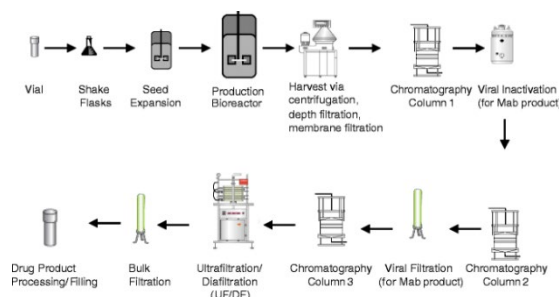 Vial
Shake
Flasks
Seed
Expansion
Production
Bioreactor
Harvest via
centrifugation,
depth filtration,
membrane filtration
Chromatography
Column 1
Viral Inactivation
(for Mab product)
Drug Product
Processing/Filling
Bulk
Filtration
Ultrafiltration/
Diafiltration
(UF/DF)
Chromatography
Column 3
Viral Filtration
(for Mab product)
Chromatography
Column 2